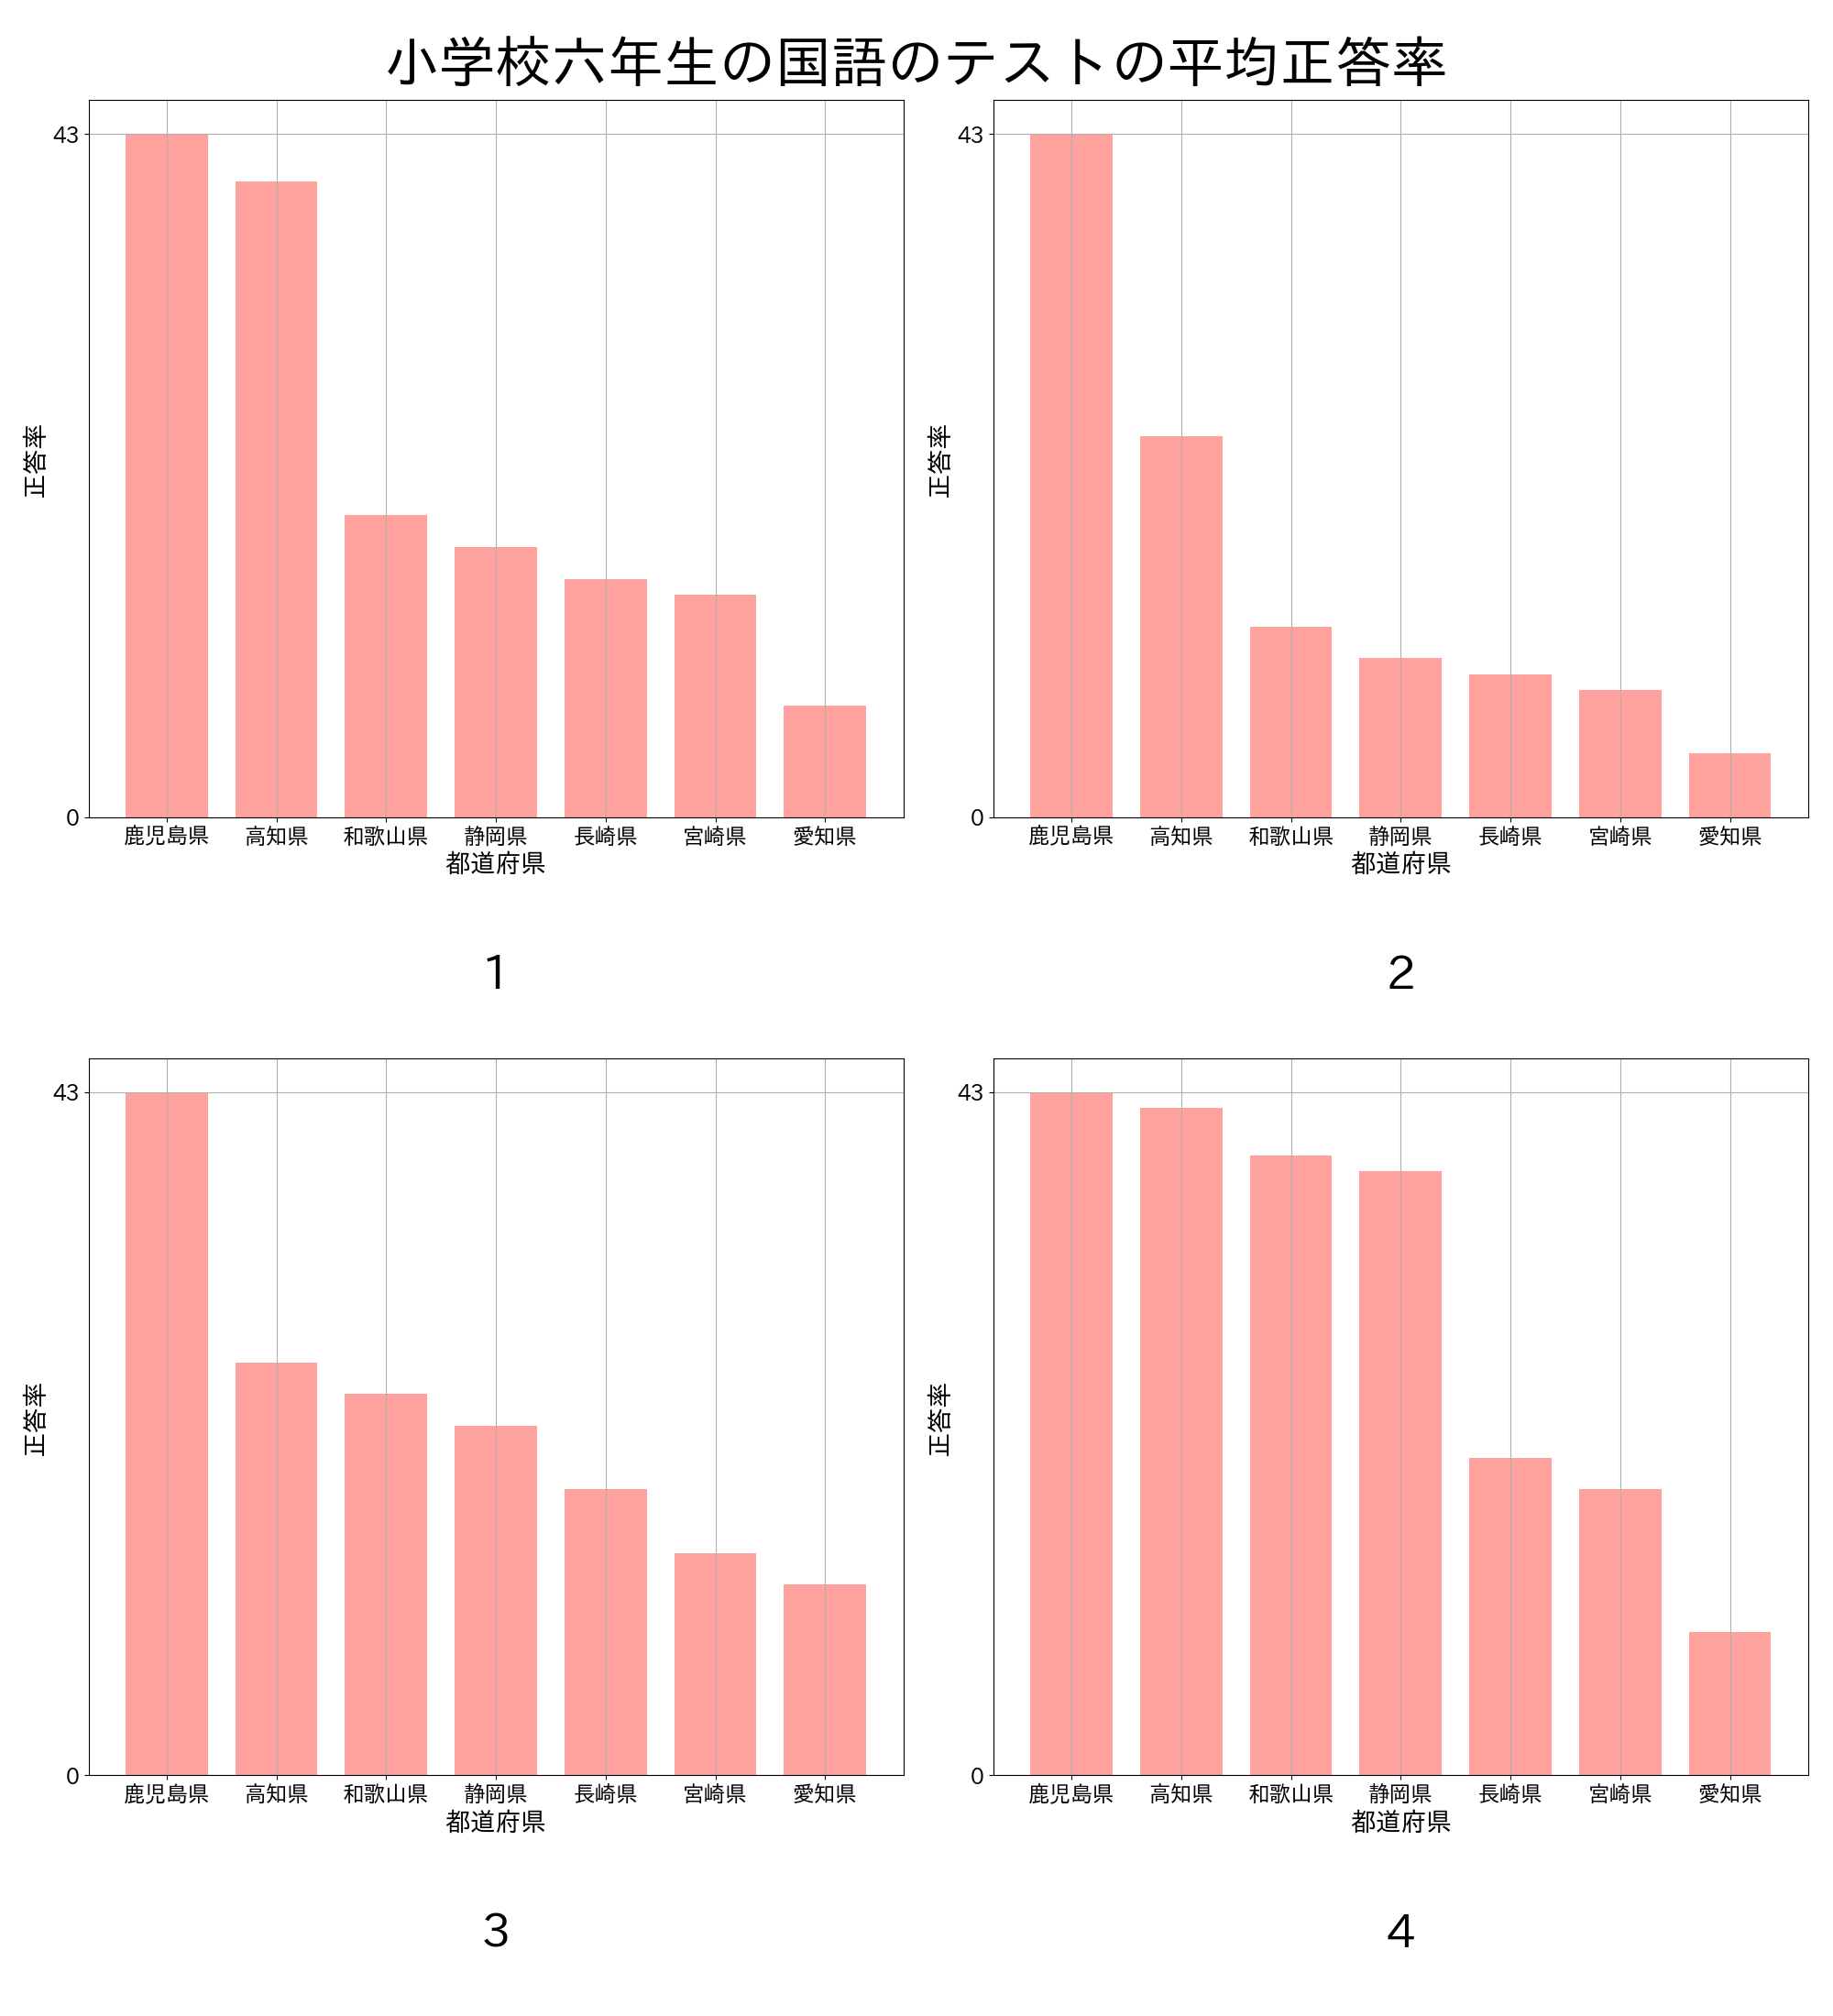 小学校六年生の国語のテストの平均正答率
43
0
正答率
鹿児島県 高知県 和歌山県 静岡県 長崎県 宮崎県 愛知県
都道府県
1
43
0
正答率
鹿児島県 高知県 和歌山県 静岡県 長崎県 宮崎県 愛知県
都道府県
2
43
0
正答率
鹿児島県 高知県 和歌山県 静岡県 長崎県 宮崎県 愛知県
都道府県
3
43
0
正答率
鹿児島県 高知県 和歌山県 静岡県 長崎県 宮崎県 愛知県
都道府県
4